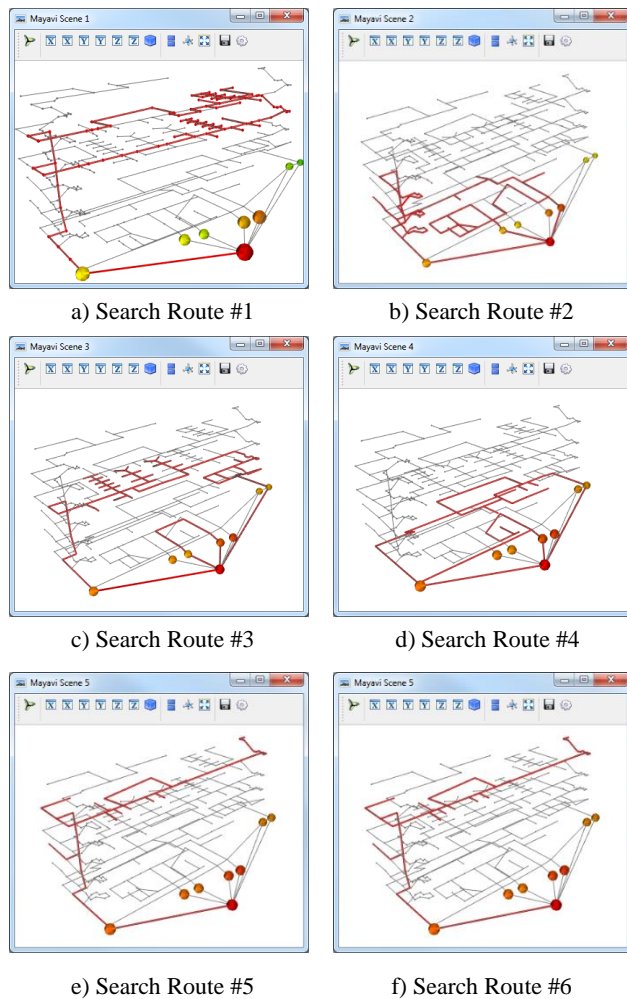 Mayavi Scene 1
X X Y Y Z Z
Mayavi Scene 2
X X Y Y Z Z
a) Search Route #1
b) Search Route #2
Mayavi Scene 3
X X Y Y Z Z
Mayavi Scene 4
X X Y Y Z Z
c) Search Route #3
d) Search Route #4
Mayavi Scene 5
X X Y Y Z Z
Mayavi Scene 5
X X Y Y Z Z
e) Search Route #5
f) Search Route #6